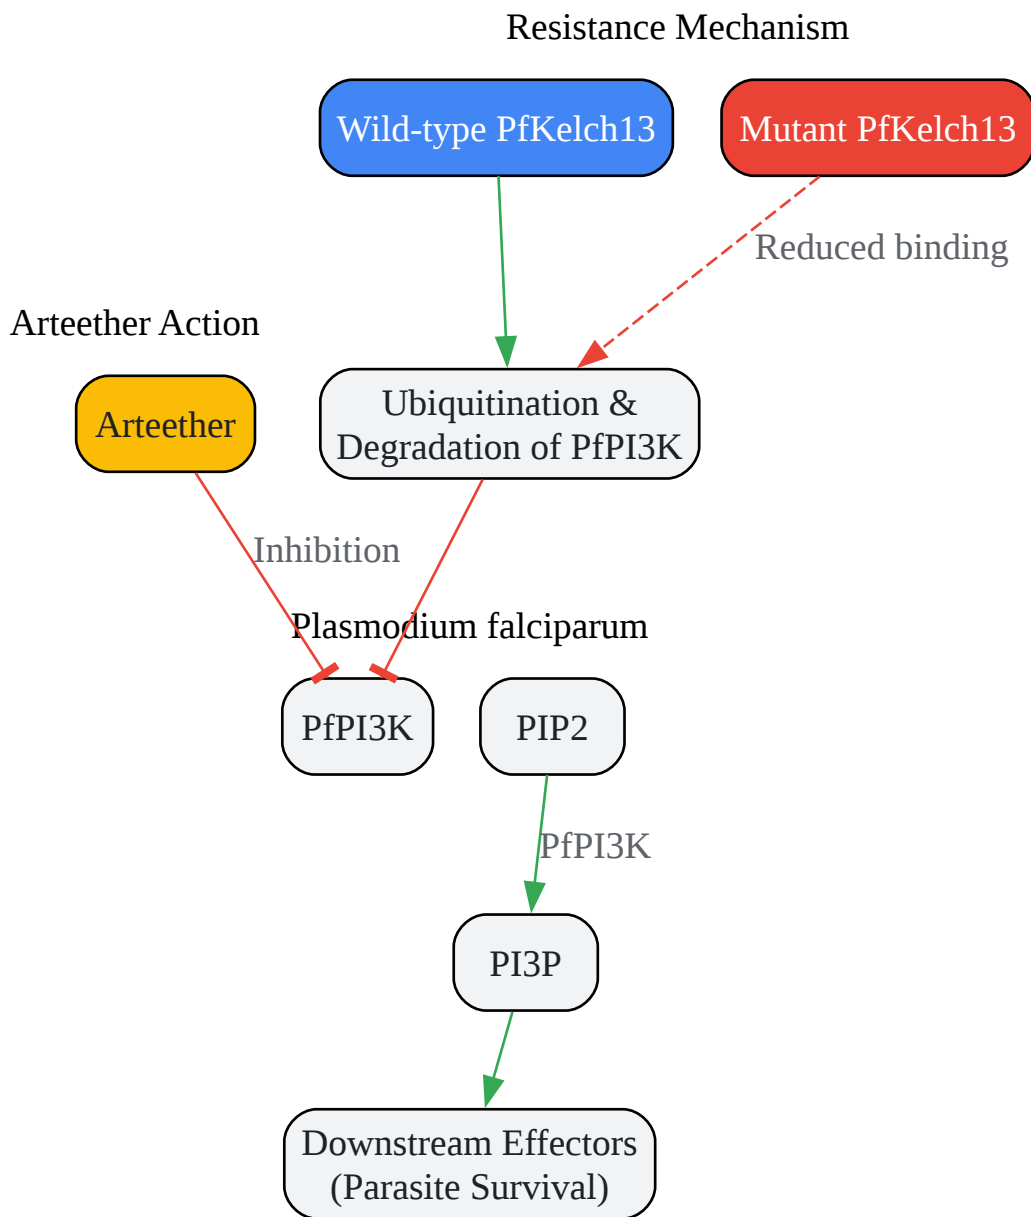 Resistance Mechanism
Wild-type PfKelch13
Mutant PfKelch13
Reduced binding
Arteether Action
Arteether
Ubiquitination &
Degradation of PfPI3K
Inhibition
Plasmodium falciparum
PfPI3K
PIP2
PfPI3K
PI3P
Downstream Effectors
(Parasite Survival)